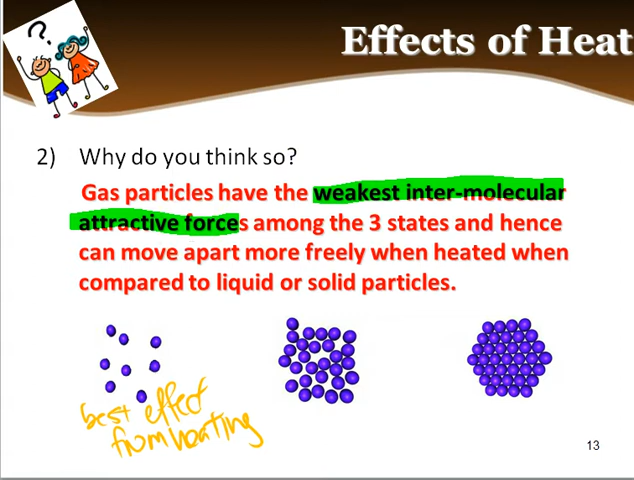 Effects of Heat
2) Why do you think so?
Gas particles have the weakest inter-molecular
attractive forces among the 3 states and hence
can move apart more freely when heated when
compared to liquid or solid particles.
best effect
from heating
13